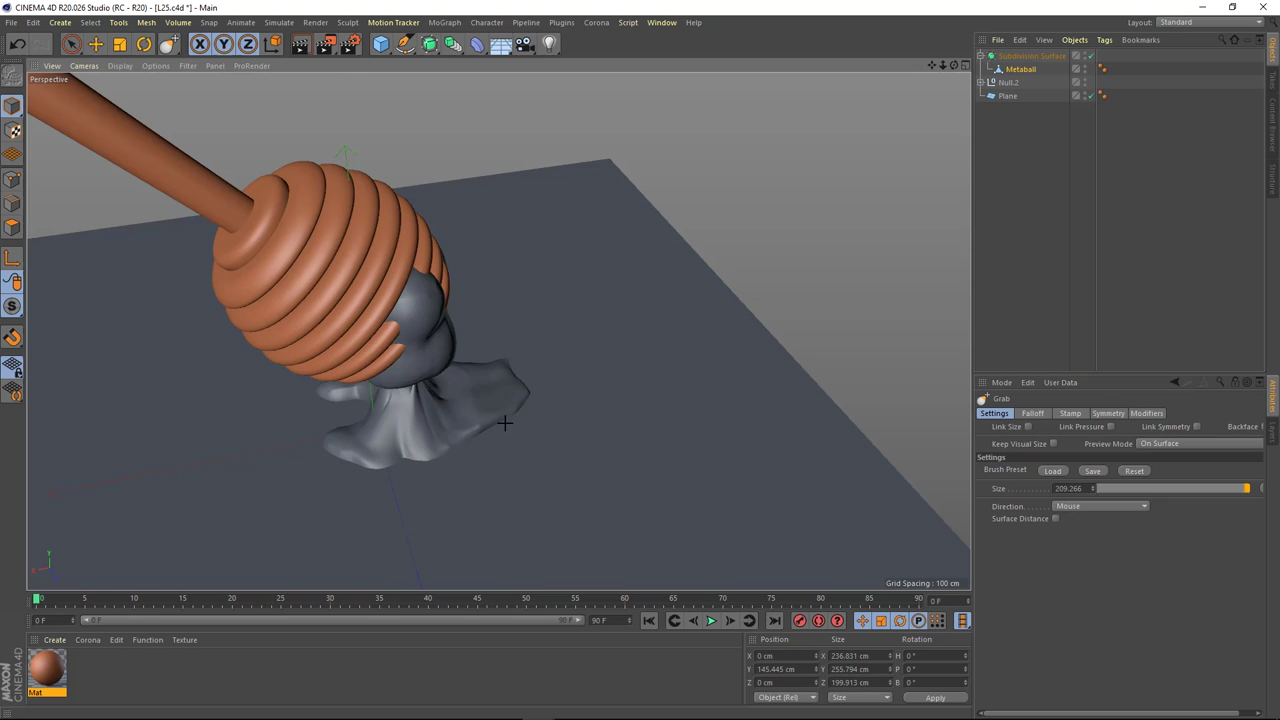 CINEMA 4D R20.026 Studio (RC - R20) - [L25.c4d *] - Main
File Edit Create Select Tools Mesh Volume Snap Animate Simulate Render Sculpt Motion Tracker MoGraph Character Pipeline Plugins Corona Script Window Help
Layout: Standard
X Y Z
File Edit View Objects Tags Bookmarks
View Cameras Display Options Filter Panel ProRender
Perspective
Subdivision Surface
Metaball
Null.2
Plane
Objects
Takes
Content Browser
Structure
Mode Edit User Data
Grab
Settings Falloff Stamp Symmetry Modifiers
Link Size Link Pressure Link Symmetry Backface
Keep Visual Size Preview Mode On Surface
Settings
Brush Preset Load Save Reset
Size 209.266
Direction: Mouse
Surface Distance
Attributes
Layers
Y
X
Grid Spacing : 100 cm
0 5 10 15 20 25 30 35 40 45 50 55 60 65 70 75 80 85 90 0 F
0 F 0 F 90 F 90 F
Create Corona Edit Function Texture
Mat
Position Size Rotation
X 0 cm X 236.831 cm H 0 °
Y 145.445 cm Y 255.794 cm P 0 °
Z 0 cm Z 199.913 cm B 0 °
Object (Rel) Size Apply
MAXON
CINEMA 4D